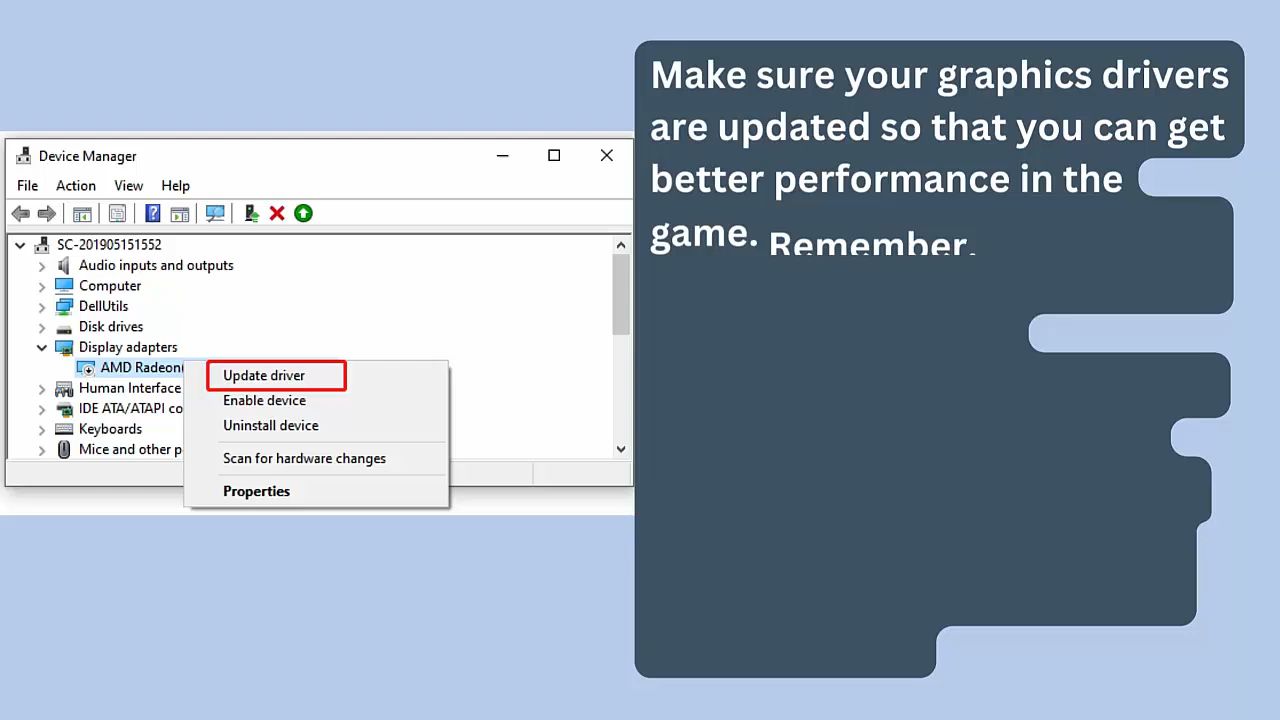 Device Manager
File Action View Help
SC-201905151552
Audio inputs and outputs
Computer
DellUtils
Disk drives
Display adapters
AMD Radeon(
Human Interface
IDE ATA/ATAPI co
Keyboards
Mice and other p
Update driver
Enable device
Uninstall device
Scan for hardware changes
Properties
Make sure your graphics drivers
are updated so that you can get
better performance in the
game. Remember,